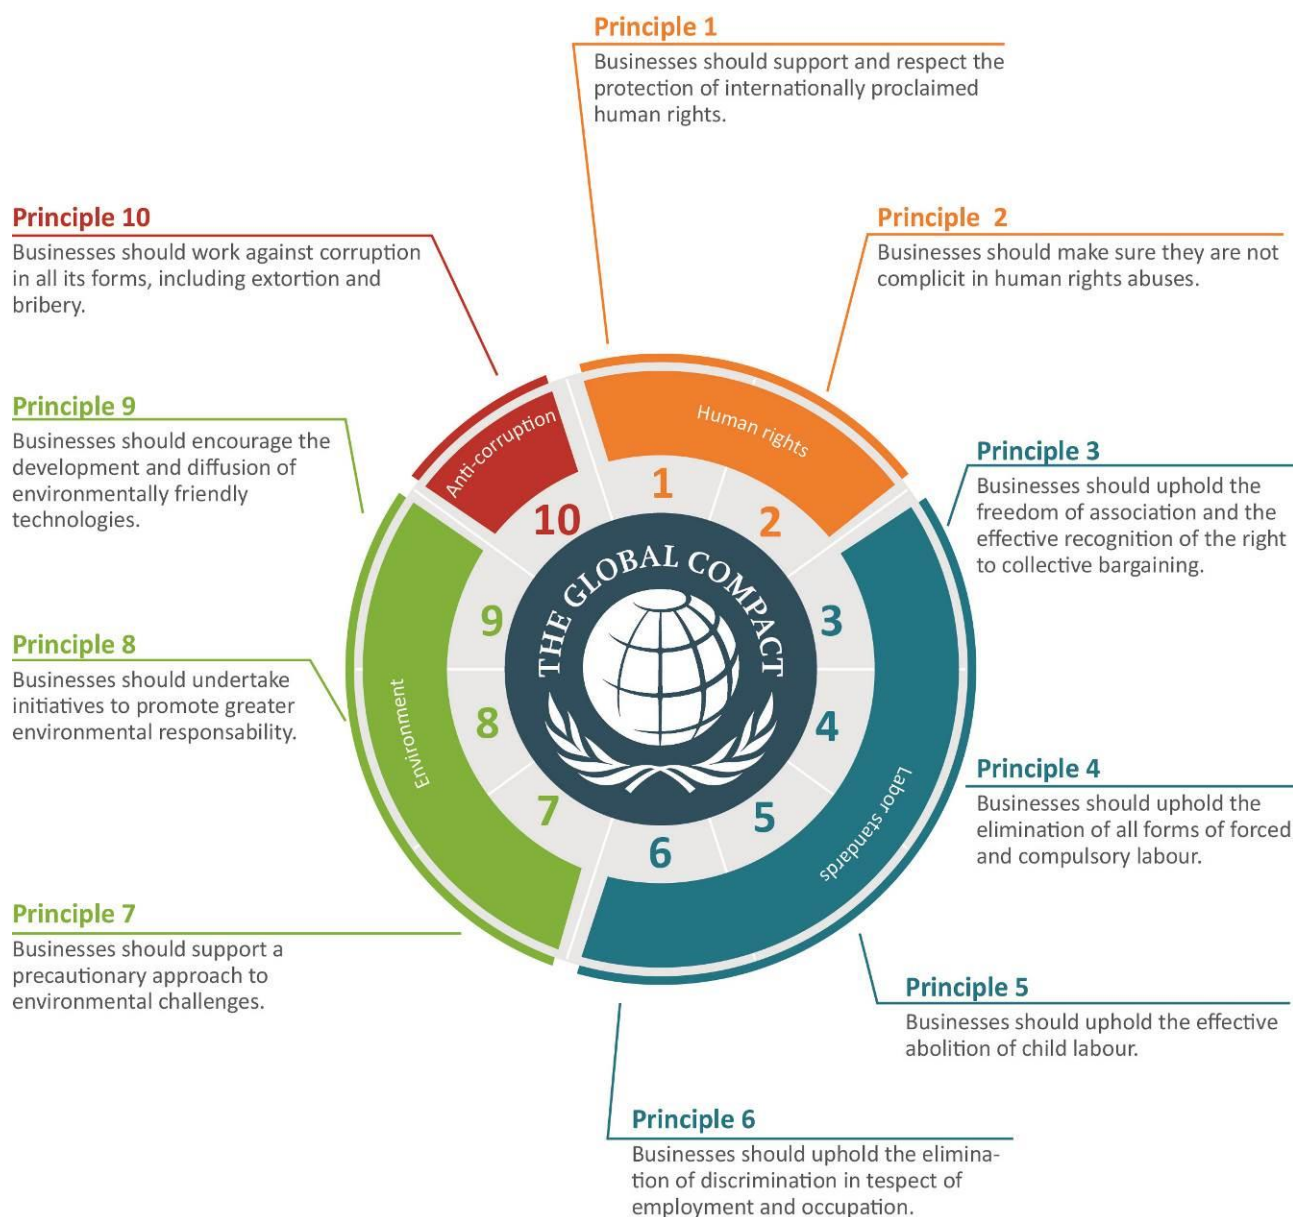 Principle 1
Businesses should support and respect the
protection of internationally proclaimed
human rights.
Principle 10
Businesses should work against corruption
in all its forms, including extortion and
bribery.
Principle 2
Businesses should make sure they are not
complicit in human rights abuses.
Principle 9
Businesses should encourage the
development and diffusion of
environmentally friendly
technologies.
Principle 3
Businesses should uphold the
freedom of association and the
effective recognition of the right
to collective bargaining.
Principle 8
Businesses should undertake
initiatives to promote greater
environmental responsability.
Principle 4
Businesses should uphold the
elimination of all forms of forced
and compulsory labour.
Principle 7
Businesses should support a
precautionary approach to
environmental challenges.
Principle 5
Businesses should uphold the effective
abolition of child labour.
Principle 6
Businesses should uphold the elimina-
tion of discrimination in tespect of
employment and occupation.
Human rights
Labor standards
Environment
Anti-corruption
1
2
3
4
5
6
7
8
9
10
THE GLOBAL COMPACT